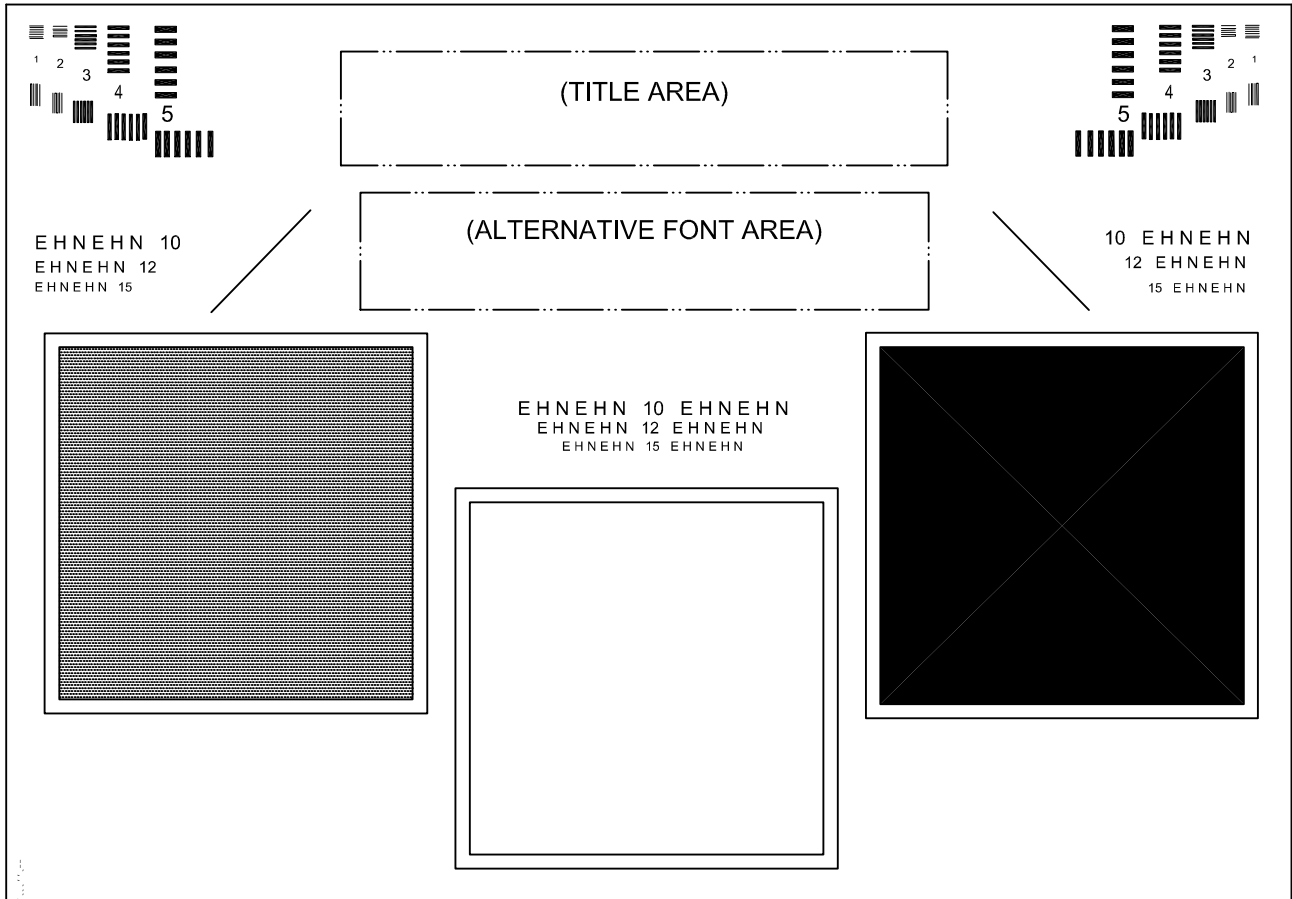 1 2 3 4 5
5 4 3 2 1
(TITLE AREA)
(ALTERNATIVE FONT AREA)
EHNEHN 10
EHNEHN 12
EHNEHN 15
10 EHNEHN
12 EHNEHN
15 EHNEHN
EHNEHN 10 EHNEHN
EHNEHN 12 EHNEHN
EHNEHN 15 EHNEHN